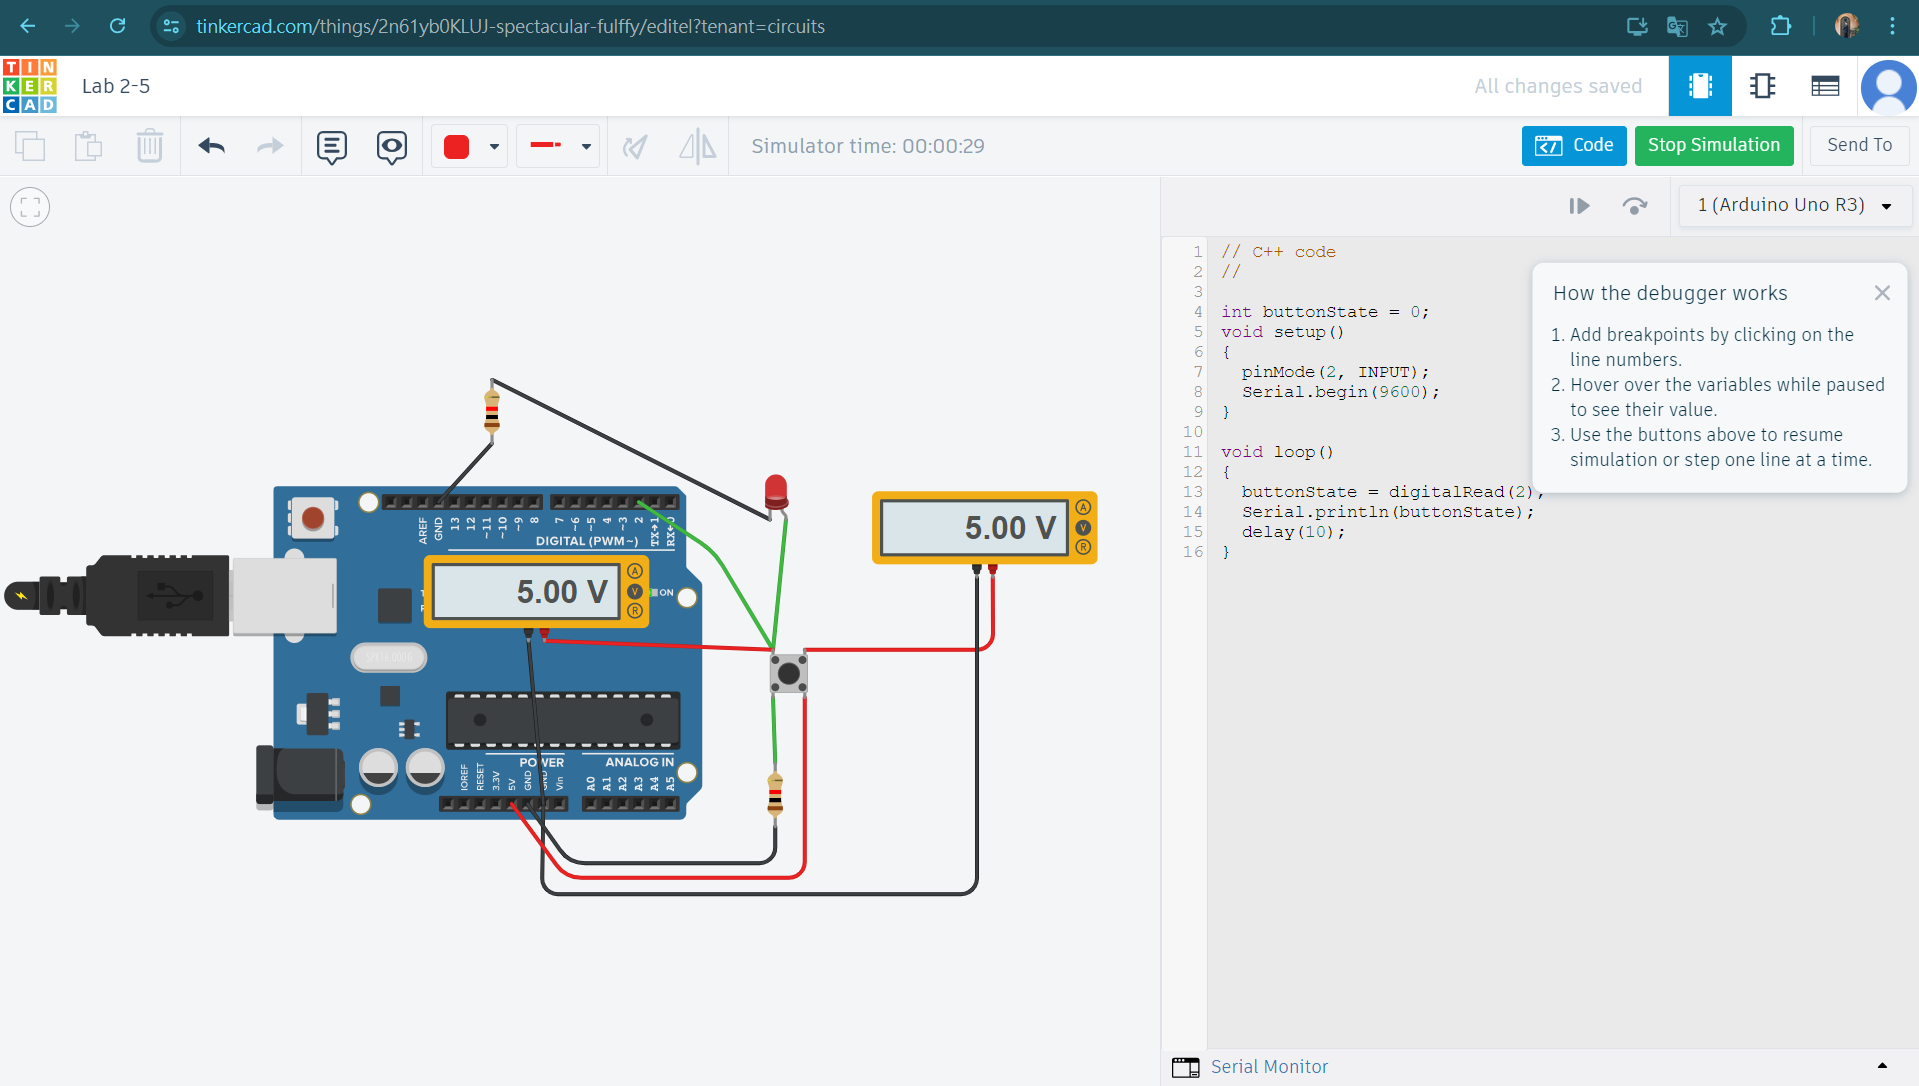 tinkercad.com/things/2n61yb0KLUJ-spectacular-fulffy/editel?tenant=circuits
TIN
KER
CAD
Lab 2-5
All changes saved
Simulator time: 00:00:29
Code
Stop Simulation
Send To
1 (Arduino Uno R3)
1 // C++ code
2 //
3
4 int buttonState = 0;
5 void setup()
6 {
7 pinMode(2, INPUT);
8 Serial.begin(9600);
9 }
10
11 void loop()
12 {
13 buttonState = digitalRead(2);
14 Serial.println(buttonState);
15 delay(10);
16 }
How the debugger works
1. Add breakpoints by clicking on the
line numbers.
2. Hover over the variables while paused
to see their value.
3. Use the buttons above to resume
simulation or step one line at a time.
AREF GND 13 12 ~11 ~10 ~9 8 7 ~6 ~5 4 ~3 2 TX→1 RX←0
DIGITAL (PWM~)
5.00 V
A
V
R
ON
5.00 V
A
V
R
POWER
ANALOG IN
IOREF RESET 3.3V 5V GND GND Vin A0 A1 A2 A3 A4 A5
Serial Monitor